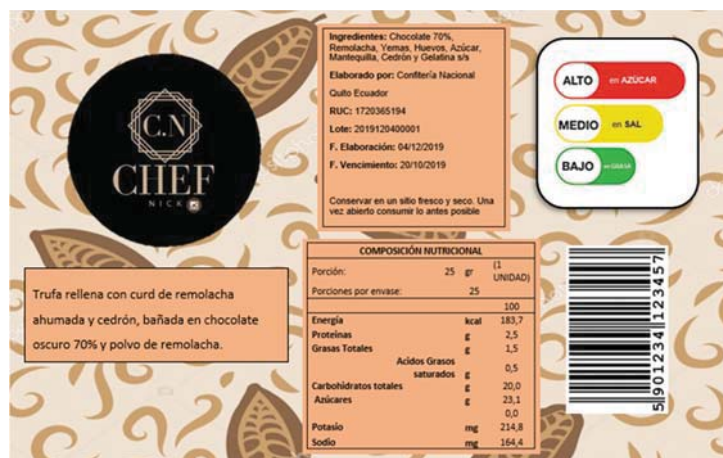 C.N
CHEF
NICK
Ingredientes: Chocolate 70%,
Remolacha, Yemas, Huevos, Azúcar,
Mantequilla, Cedrón y Gelatina s/s
Elaborado por: Confitería Nacional
Quito Ecuador
RUC: 1720365194
Lote: 2019120400001
F. Elaboración: 04/12/2019
F. Vencimiento: 20/10/2019
Conservar en un sitio fresco y seco. Una
vez abierto consumir lo antes posible
ALTO en AZÚCAR
MEDIO en SAL
BAJO en GRASA
Trufa rellena con curd de remolacha
ahumada y cedrón, bañada en chocolate
oscuro 70% y polvo de remolacha.
COMPOSICIÓN NUTRICIONAL
Porción: 25 gr (1
UNIDAD)
Porciones por envase: 25
100
Energía kcal 183,7
Proteínas g 2,5
Grasas Totales g 1,5
Acidos Grasos
saturados g 0,5
Carbohidratos totales g 20,0
Azúcares g 23,1
0,0
Potasio mg 214,8
Sodio mg 164,4
5 901234 123457